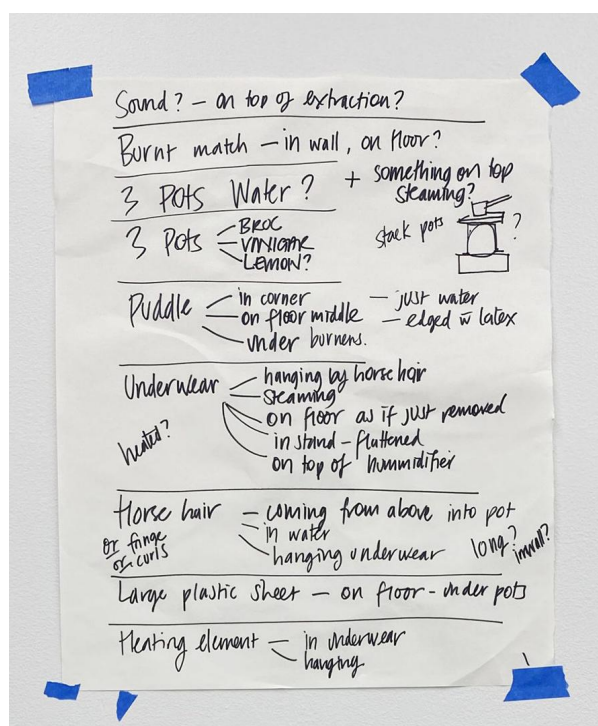 Sound? – on top of extraction?
Burnt match – in wall, on floor?
3 POTS Water? + something on top
steaming?
3 POTS – BROC
– VINIGAR
– LEMON?
stack pots ?
Puddle – in corner – just water
– on floor middle – edged w̄ latex
– under burners.
Underwear – hanging by horse hair
– steaming
on floor as if just removed
in stand – flattened
on top of hummidifier
heated?
Horse hair – coming from above into pot
or fringe – in water
or curls – hanging underwear long? inwall?
Large plastic sheet – on floor – under pots
Heating element – in underwear
– hanging